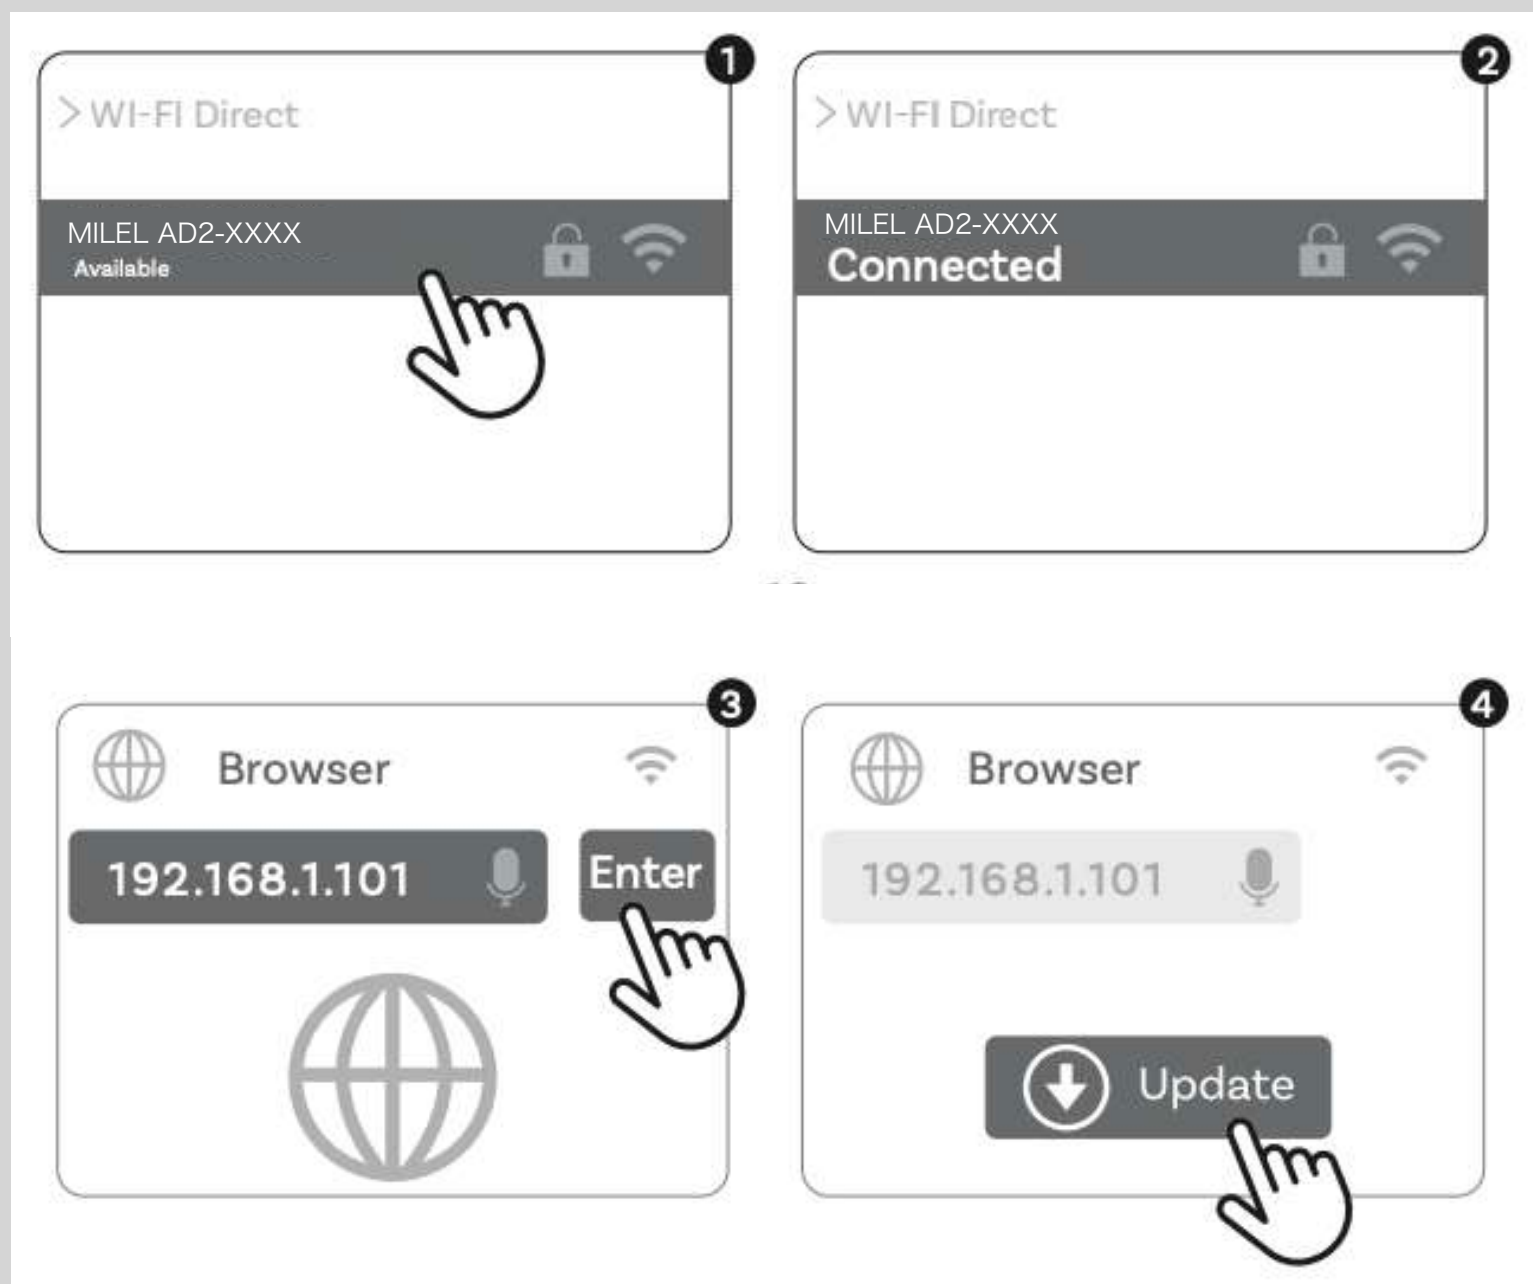 1
> WI-FI Direct
MILEL AD2-XXXX
Available
2
> WI-FI Direct
MILEL AD2-XXXX
Connected
3
Browser
192.168.1.101
Enter
4
Browser
192.168.1.101
Update